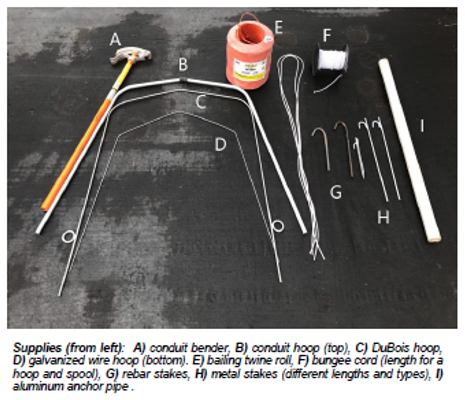 A
B
C
D
E
F
G
H
I
Supplies (from left): A) conduit bender, B) conduit hoop (top), C) DuBois hoop,
D) galvanized wire hoop (bottom). E) bailing twine roll, F) bungee cord (length for a
hoop and spool), G) rebar stakes, H) metal stakes (different lengths and types), I)
aluminum anchor pipe .